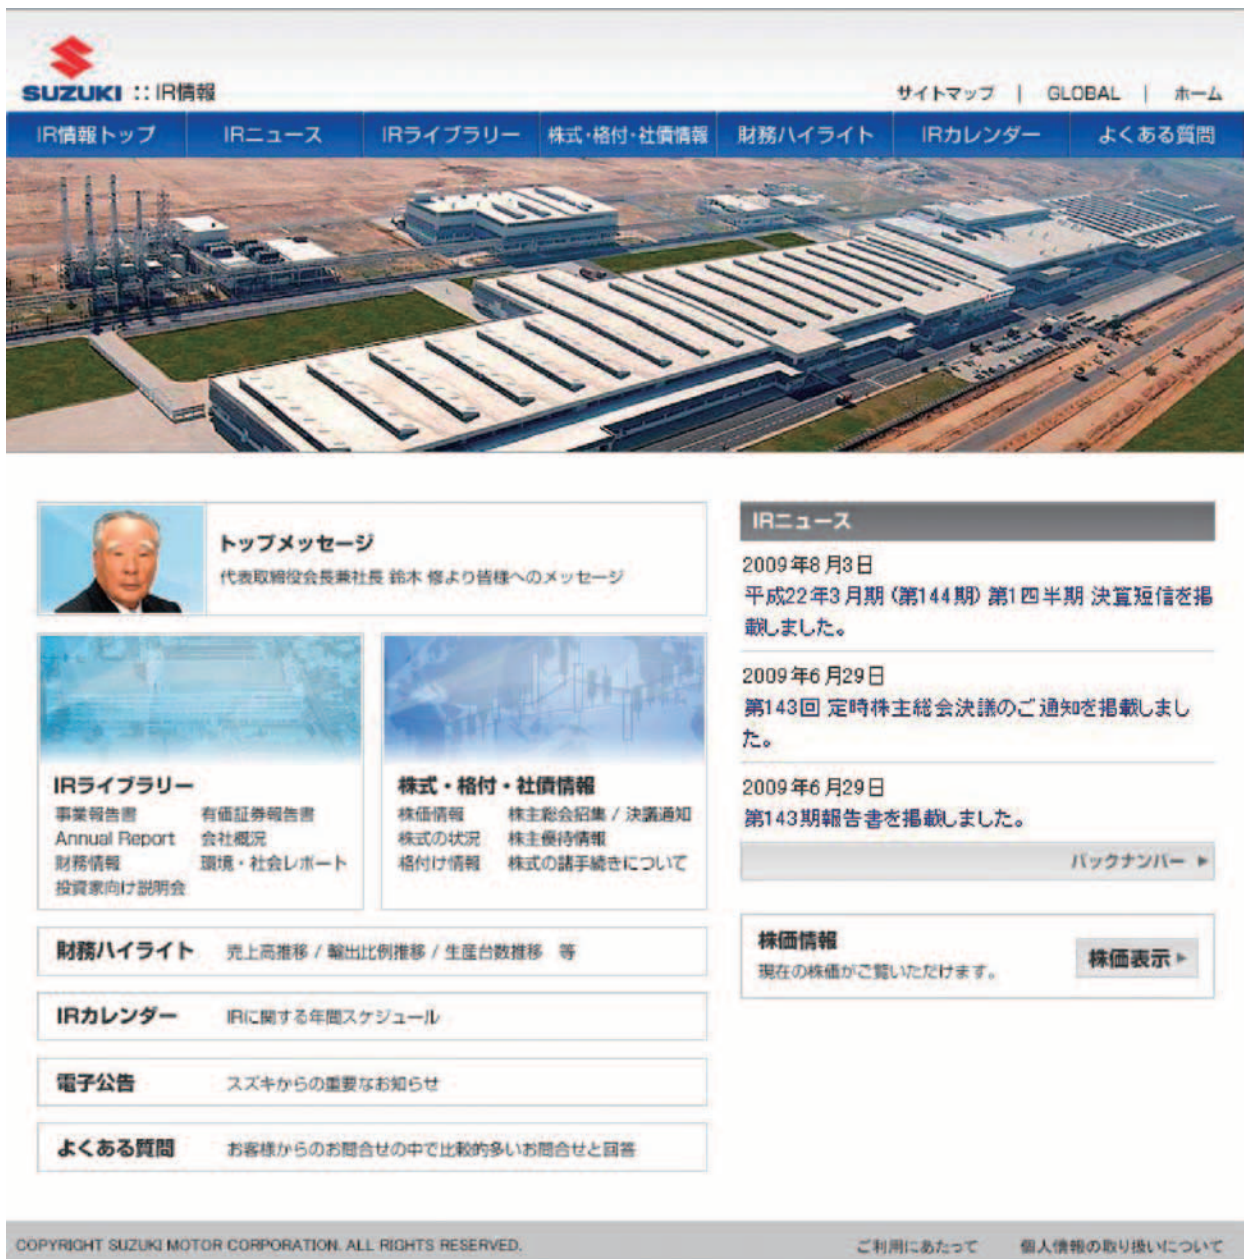 SUZUKI ::IR情報
サイトマップ | GLOBAL | ホーム
IR情報トップ IRニュース IRライブラリー 株式・格付・社債情報 財務ハイライト IRカレンダー よくある質問
トップメッセージ
代表取締役会長兼社長 鈴木 修より皆様へのメッセージ
IRライブラリー
事業報告書 有価証券報告書
Annual Report 会社概況
財務情報 環境・社会レポート
投資家向け説明会
株式・格付・社債情報
株価情報 株主総会招集 / 決議通知
株式の状況 株主優待情報
格付け情報 株式の諸手続きについて
財務ハイライト 売上高推移 / 輸出比例推移 / 生産台数推移 等
IRカレンダー IRに関する年間スケジュール
電子公告 スズキからの重要なお知らせ
よくある質問 お客様からのお問合せの中で比較的多いお問合せと回答
IRニュース
2009年8月3日
平成22年3月期 (第144期) 第1四半期 決算短信を掲
載しました。
2009年6月29日
第143回 定時株主総会決議のご通知を掲載しまし
た。
2009年6月29日
第143期報告書を掲載しました。
バックナンバー
株価情報
現在の株価がご覧いただけます。
株価表示
COPYRIGHT SUZUKI MOTOR CORPORATION. ALL RIGHTS RESERVED.
ご利用にあたって 個人情報の取り扱いについて